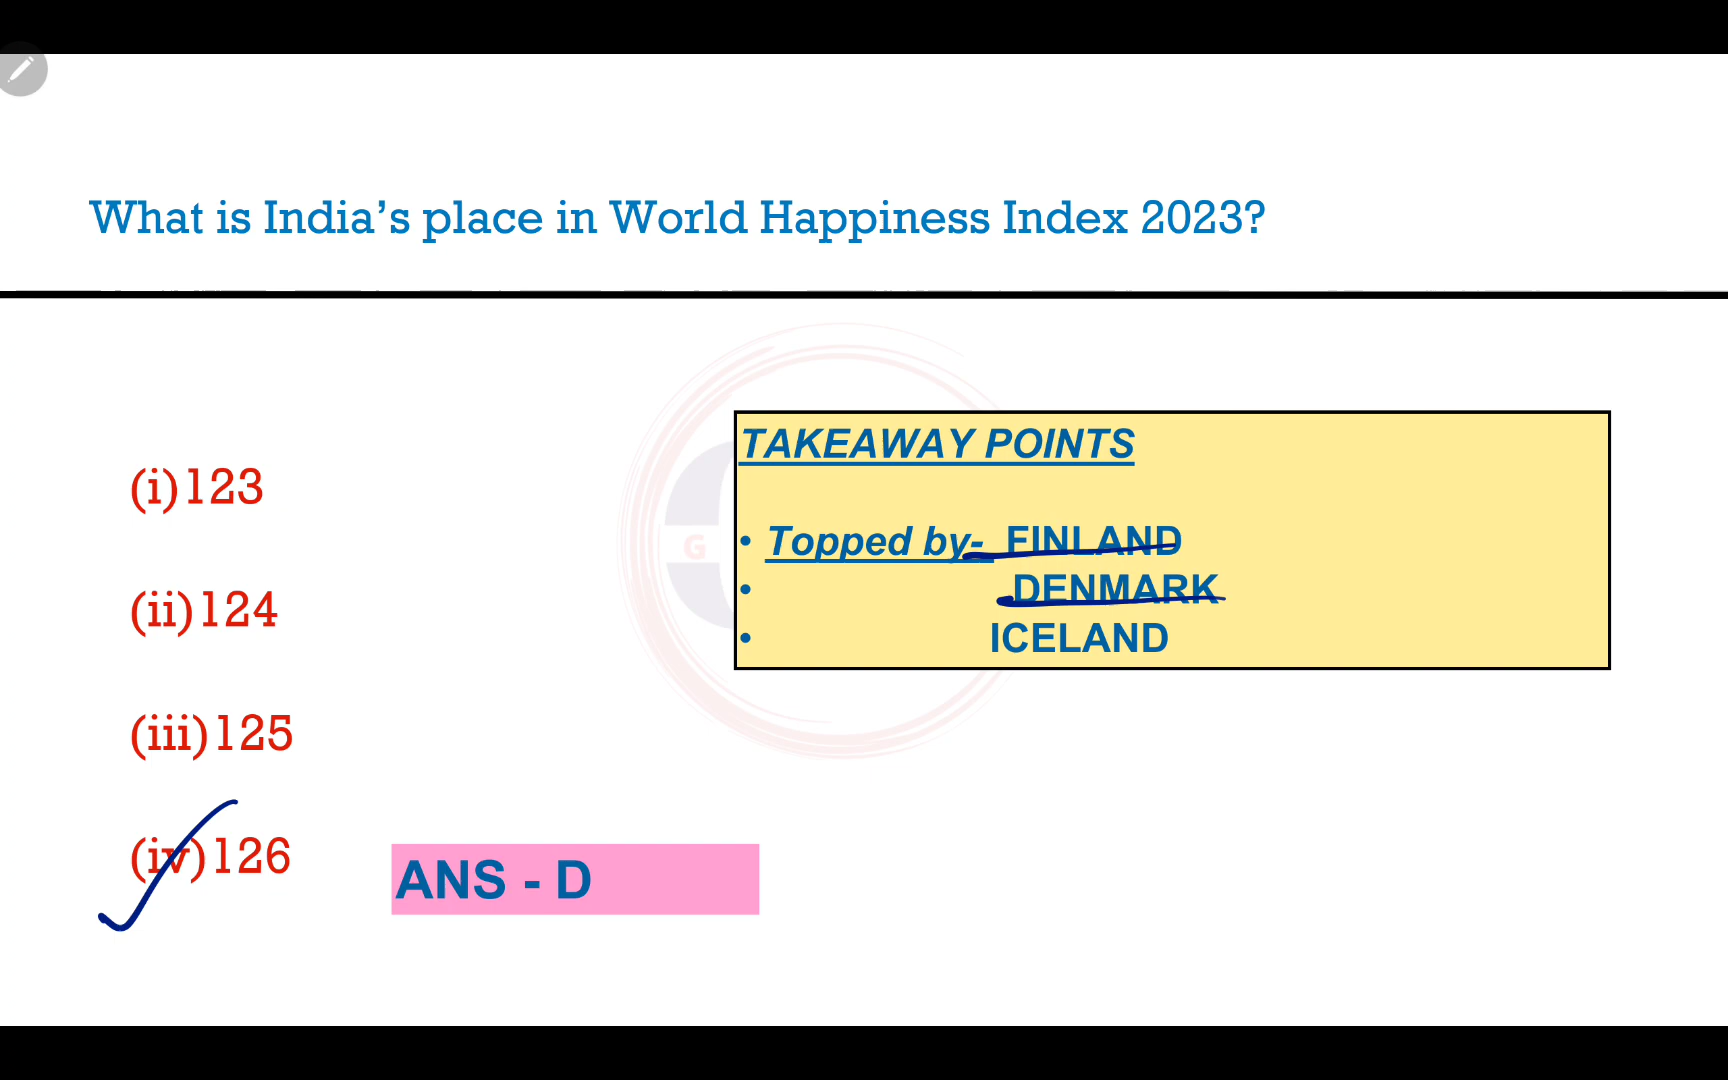 What is India’s place in World Happiness Index 2023?
(i)123
(ii)124
(iii)125
(iv)126
ANS - D
TAKEAWAY POINTS
• Topped by- FINLAND
• DENMARK
• ICELAND
G